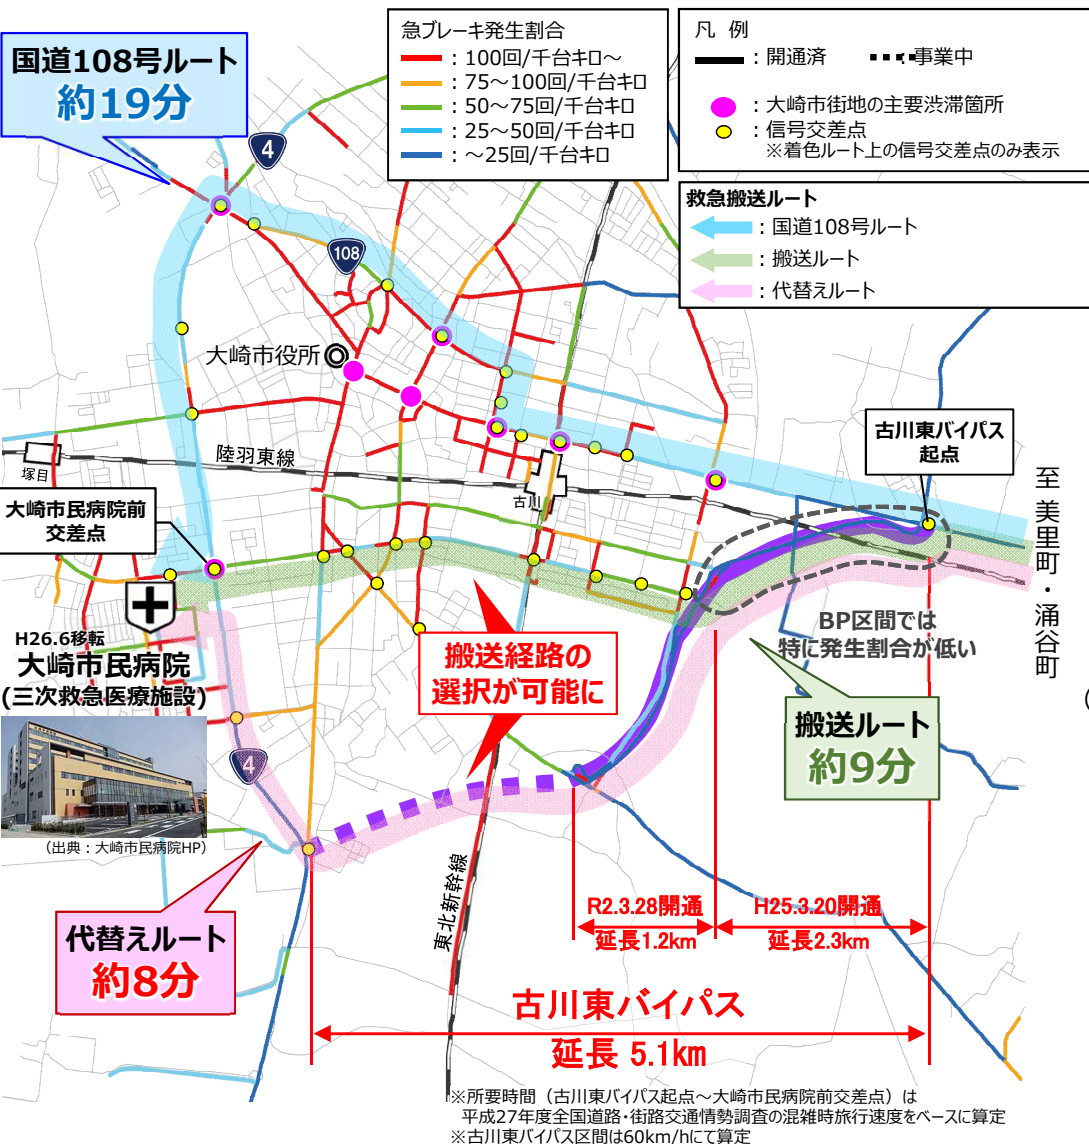 国道108号ルート
約19分
急ブレーキ発生割合
：100回/千台キロ～
：75～100回/千台キロ
：50～75回/千台キロ
：25～50回/千台キロ
：～25回/千台キロ
凡 例
：開通済
：事業中
：大崎市街地の主要渋滞箇所
：信号交差点
※着色ルート上の信号交差点のみ表示
救急搬送ルート
：国道108号ルート
：搬送ルート
：代替えルート
4
108
大崎市役所
陸羽東線
塚目
古川
古川東バイパス
起点
至 美里町・涌谷町
大崎市民病院前
交差点
H26.6移転
大崎市民病院
(三次救急医療施設)
（出典：大崎市民病院HP）
4
搬送経路の
選択が可能に
BP区間では
特に発生割合が低い
搬送ルート
約9分
代替えルート
約8分
東北新幹線
R2.3.28開通
延長1.2km
H25.3.20開通
延長2.3km
古川東バイパス
延長 5.1km
※所要時間（古川東バイパス起点～大崎市民病院前交差点）は
平成27年度全国道路・街路交通情勢調査の混雑時旅行速度をベースに算定
※古川東バイパス区間は60km/hにて算定
(